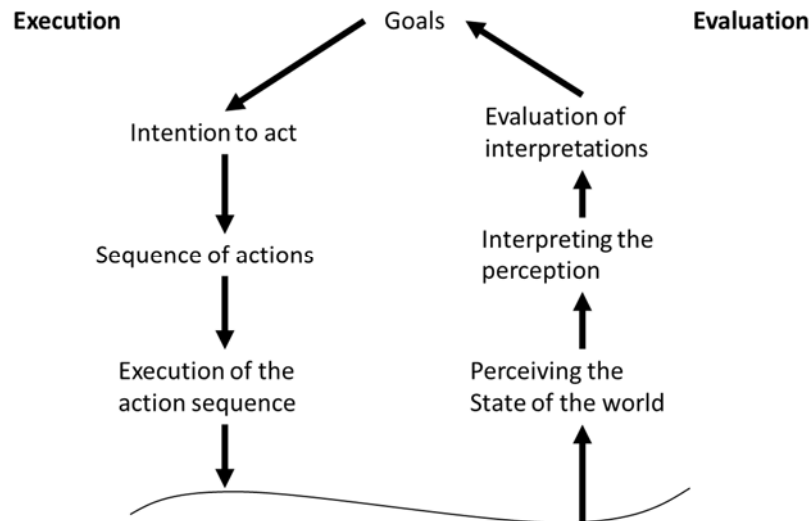 Execution
Goals
Evaluation
Intention to act
Sequence of actions
Execution of the
action sequence
Evaluation of
interpretations
Interpreting the
perception
Perceiving the
State of the world